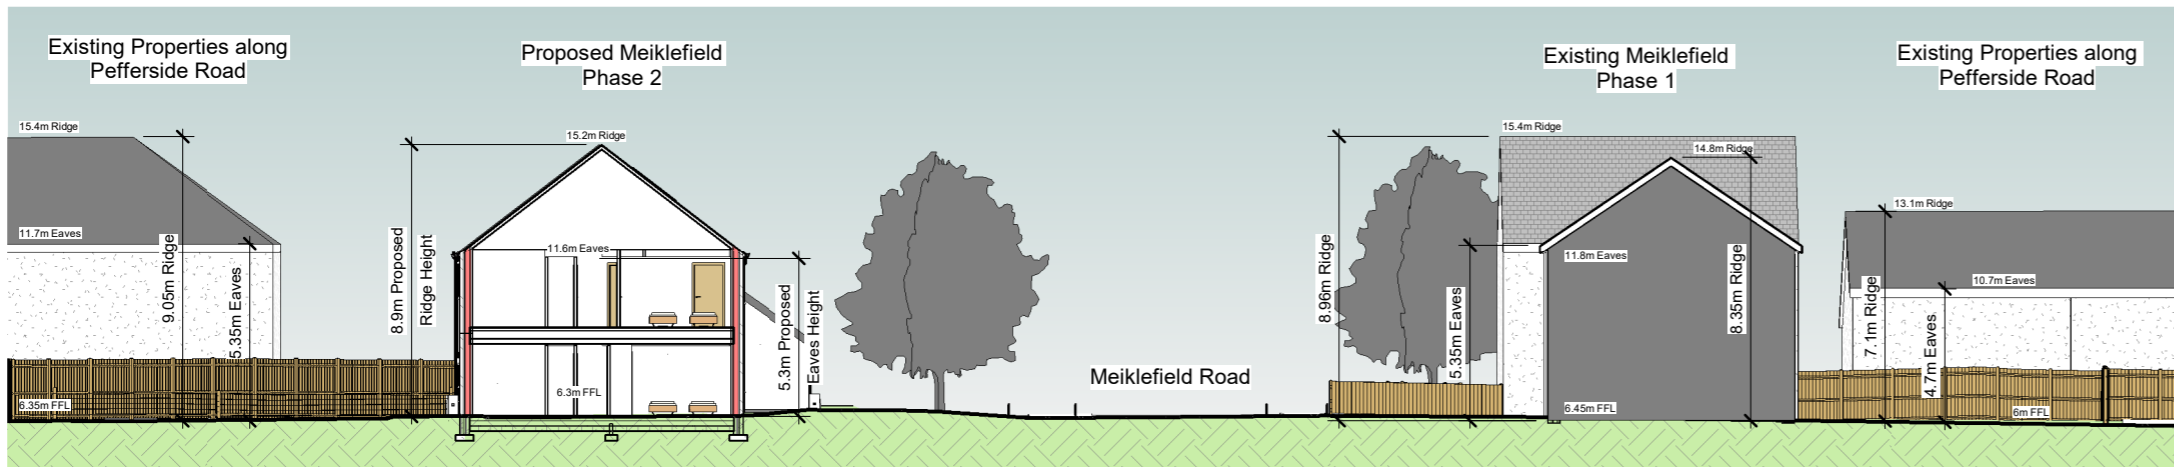 Existing Properties along
Pefferside Road
Proposed Meiklefield
Phase 2
Existing Meiklefield
Phase 1
Existing Properties along
Pefferside Road
15.4m Ridge
11.7m Eaves
9.05m Ridge
5.35m Eaves
6.35m FFL
8.9m Proposed
Ridge Height
15.2m Ridge
11.6m Eaves
6.3m FFL
5.3m Proposed
Eaves Height
Meiklefield Road
8.96m Ridge
15.4m Ridge
5.35m Eaves
14.8m Ridge
11.8m Eaves
8.35m Ridge
6.45m FFL
13.1m Ridge
10.7m Eaves
7.1m Ridge
4.7m Eaves
6m FFL